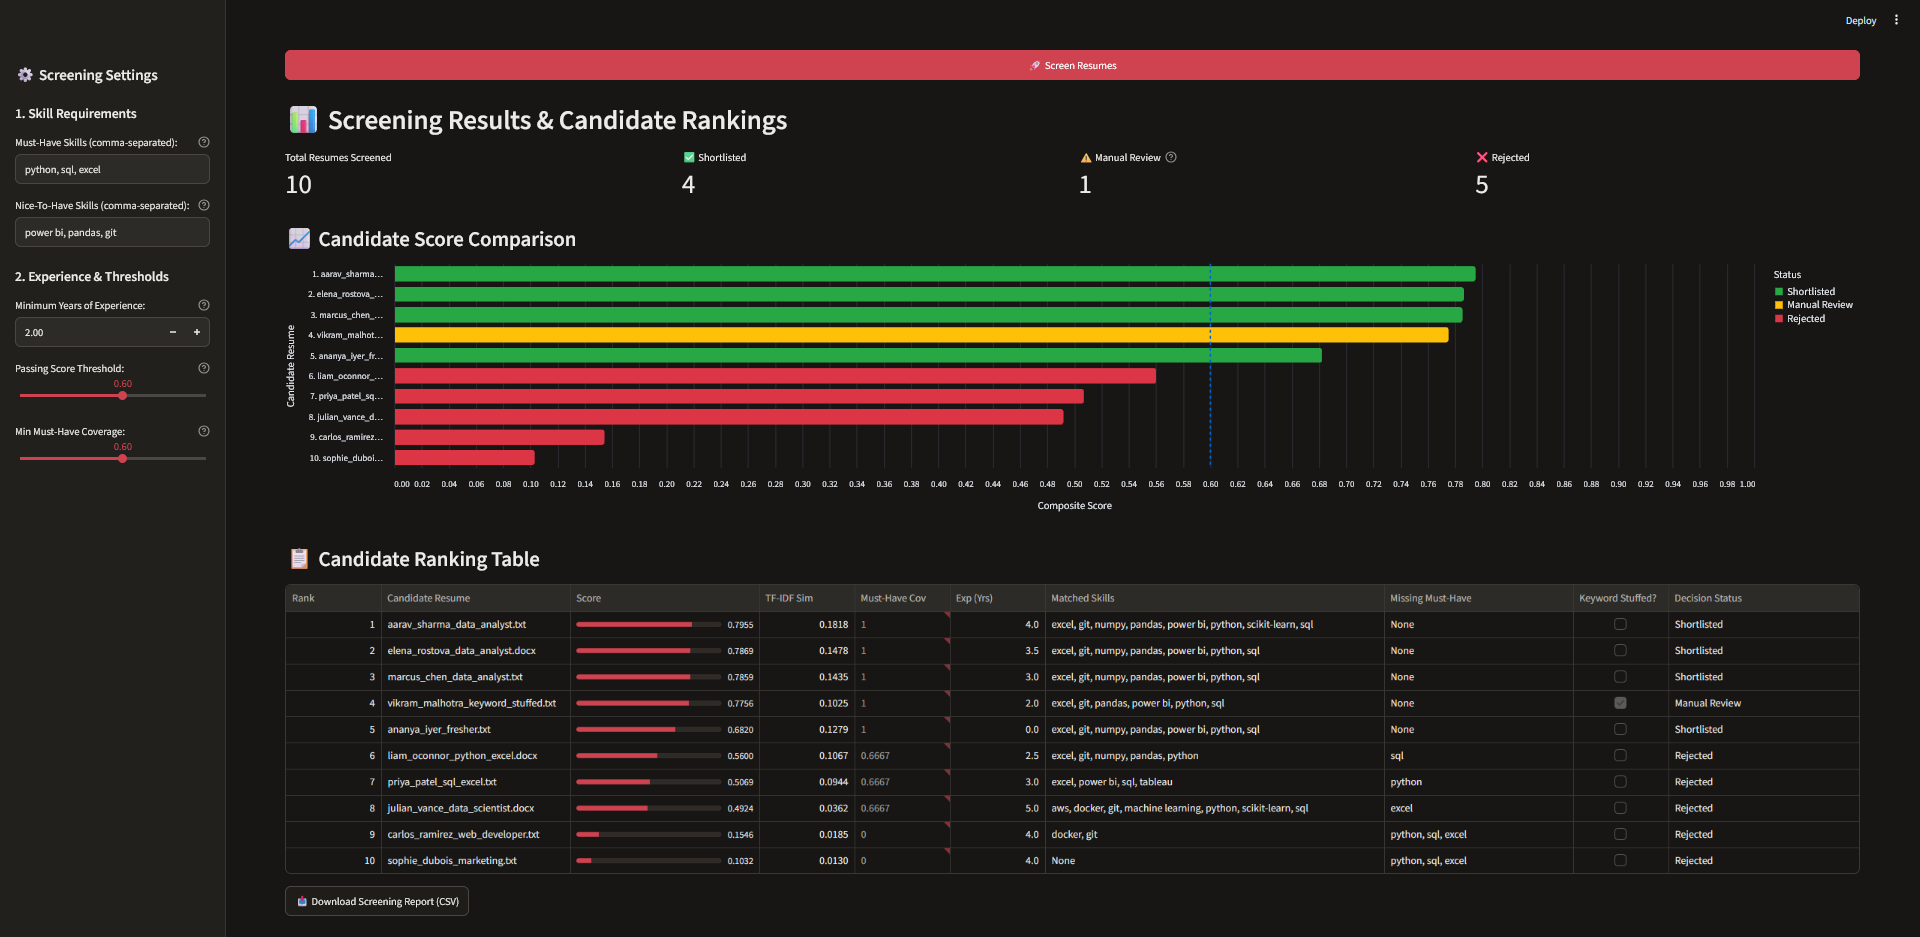 Deploy
Screening Settings
1. Skill Requirements
Must-Have Skills (comma-separated):
python, sql, excel
Nice-To-Have Skills (comma-separated):
power bi, pandas, git
2. Experience & Thresholds
Minimum Years of Experience:
2.00 − +
Passing Score Threshold:
0.60
Min Must-Have Coverage:
0.60
Screen Resumes
Screening Results & Candidate Rankings
Total Resumes Screened
10
Shortlisted
4
Manual Review
1
Rejected
5
Candidate Score Comparison
Candidate Resume
1. aarav_sharma...
2. elena_rostova_...
3. marcus_chen_...
4. vikram_malhot...
5. ananya_iyer_fr...
6. liam_oconnor_...
7. priya_patel_sq...
8. julian_vance_d...
9. carlos_ramirez...
10. sophie_duboi...
0.00 0.02 0.04 0.06 0.08 0.10 0.12 0.14 0.16 0.18 0.20 0.22 0.24 0.26 0.28 0.30 0.32 0.34 0.36 0.38 0.40 0.42 0.44 0.46 0.48 0.50 0.52 0.54 0.56 0.58 0.60 0.62 0.64 0.66 0.68 0.70 0.72 0.74 0.76 0.78 0.80 0.82 0.84 0.86 0.88 0.90 0.92 0.94 0.96 0.98 1.00
Composite Score
Status
Shortlisted
Manual Review
Rejected
Candidate Ranking Table
Rank Candidate Resume Score TF-IDF Sim Must-Have Cov Exp (Yrs) Matched Skills Missing Must-Have Keyword Stuffed? Decision Status
1 aarav_sharma_data_analyst.txt 0.7955 0.1818 1 4.0 excel, git, numpy, pandas, power bi, python, scikit-learn, sql None Shortlisted
2 elena_rostova_data_analyst.docx 0.7869 0.1478 1 3.5 excel, git, numpy, pandas, power bi, python, sql None Shortlisted
3 marcus_chen_data_analyst.txt 0.7859 0.1435 1 3.0 excel, git, numpy, pandas, power bi, python, sql None Shortlisted
4 vikram_malhotra_keyword_stuffed.txt 0.7756 0.1025 1 2.0 excel, git, pandas, power bi, python, sql None Manual Review
5 ananya_iyer_fresher.txt 0.6820 0.1279 1 0.0 excel, git, numpy, pandas, power bi, python, sql None Shortlisted
6 liam_oconnor_python_excel.docx 0.5600 0.1067 0.6667 2.5 excel, git, numpy, pandas, python sql Rejected
7 priya_patel_sql_excel.txt 0.5069 0.0944 0.6667 3.0 excel, power bi, sql, tableau python Rejected
8 julian_vance_data_scientist.docx 0.4924 0.0362 0.6667 5.0 aws, docker, git, machine learning, python, scikit-learn, sql excel Rejected
9 carlos_ramirez_web_developer.txt 0.1546 0.0185 0 4.0 docker, git python, sql, excel Rejected
10 sophie_dubois_marketing.txt 0.1032 0.0130 0 4.0 None python, sql, excel Rejected
Download Screening Report (CSV)